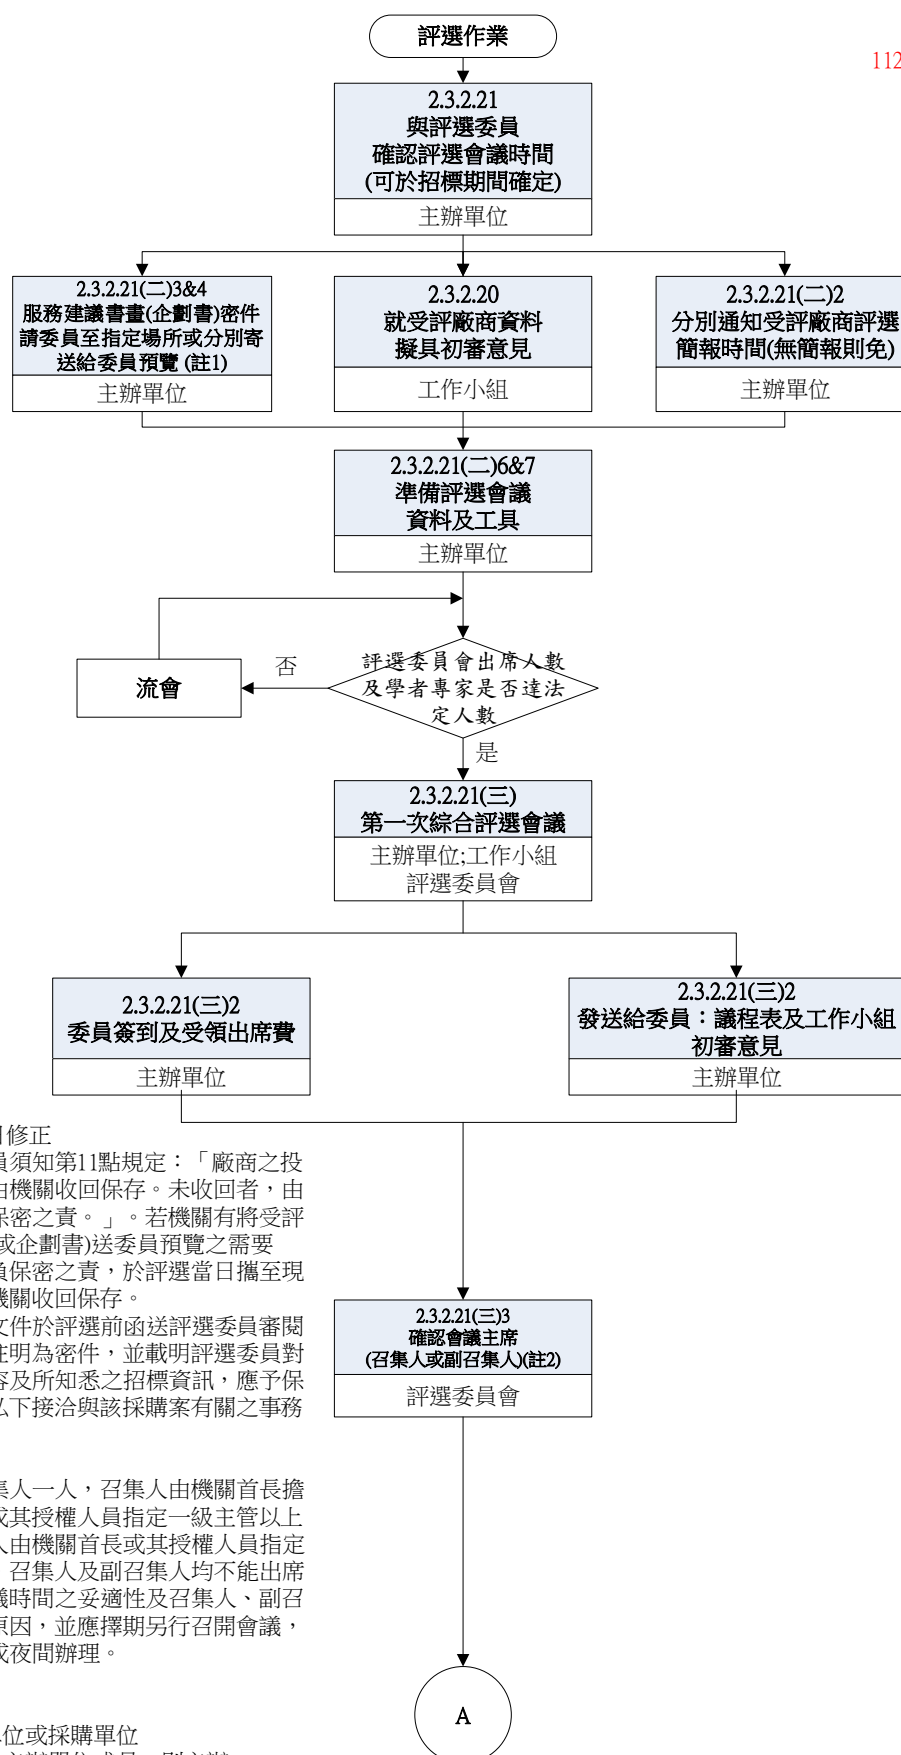 評選作業
112
2.3.2.21
與評選委員
確認評選會議時間
(可於招標期間確定)
主辦單位
2.3.2.21(二)3&4
服務建議書畫(企劃書)密件
請委員至指定場所或分別寄
送給委員預覽 (註1)
主辦單位
2.3.2.20
就受評廠商資料
擬具初審意見
工作小組
2.3.2.21(二)2
分別通知受評廠商評選
簡報時間(無簡報則免)
主辦單位
2.3.2.21(二)6&7
準備評選會議
資料及工具
主辦單位
評選委員會出席人數
及學者專家是否達法
定人數
否
流會
是
2.3.2.21(三)
第一次綜合評選會議
主辦單位;工作小組
評選委員會
2.3.2.21(三)2
委員簽到及受領出席費
主辦單位
2.3.2.21(三)2
發送給委員：議程表及工作小組
初審意見
主辦單位
修正
員須知第11點規定：「廠商之投
由機關收回保存。未收回者，由
保密之責。」。若機關有將受評
或企劃書)送委員預覽之需要
負保密之責，於評選當日攜至現
機關收回保存。
文件於評選前函送評選委員審閱
註明為密件，並載明評選委員對
容及所知悉之招標資訊，應予保
私下接洽與該採購案有關之事務
2.3.2.21(三)3
確認會議主席
(召集人或副召集人)(註2)
評選委員會
集人一人，召集人由機關首長擔
或其授權人員指定一級主管以上
人由機關首長或其授權人員指定
召集人及副召集人均不能出席
議時間之妥適性及召集人、副召
原因，並應擇期另行召開會議，
或夜間辦理。
A
位或採購單位